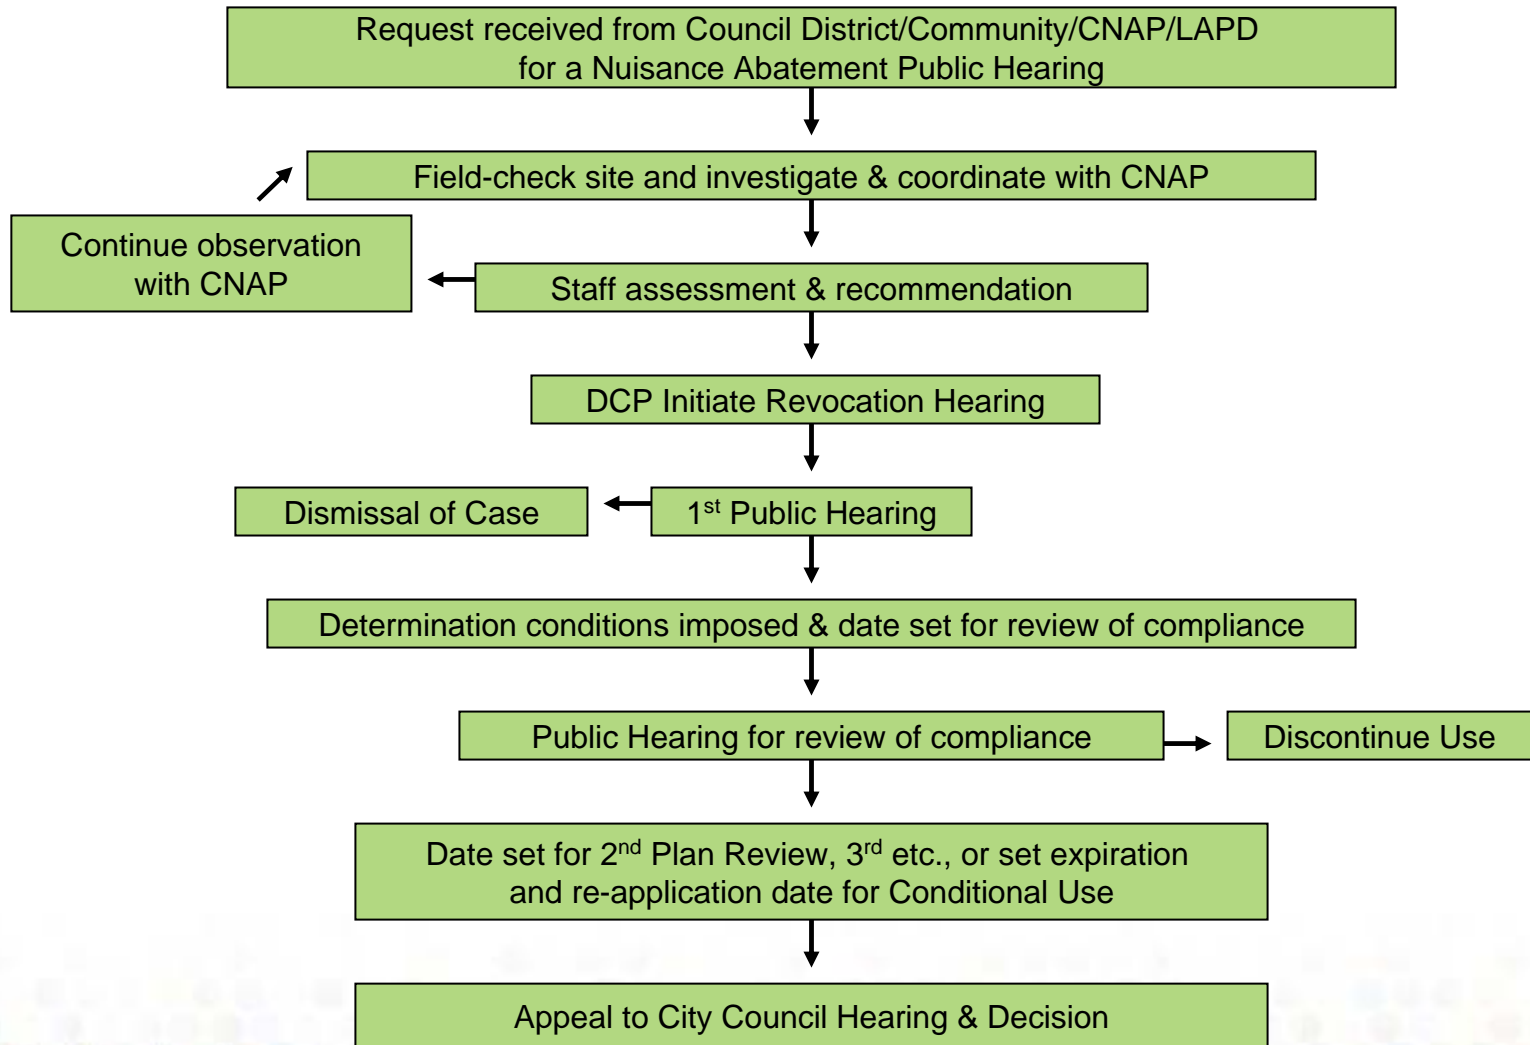 Request received from Council District/Community/CNAP/LAPD
for a Nuisance Abatement Public Hearing
Field-check site and investigate & coordinate with CNAP
Continue observation
with CNAP
Staff assessment & recommendation
DCP Initiate Revocation Hearing
Dismissal of Case
1st Public Hearing
Determination conditions imposed & date set for review of compliance
Public Hearing for review of compliance
Discontinue Use
Date set for 2nd Plan Review, 3rd etc., or set expiration
and re-application date for Conditional Use
Appeal to City Council Hearing & Decision